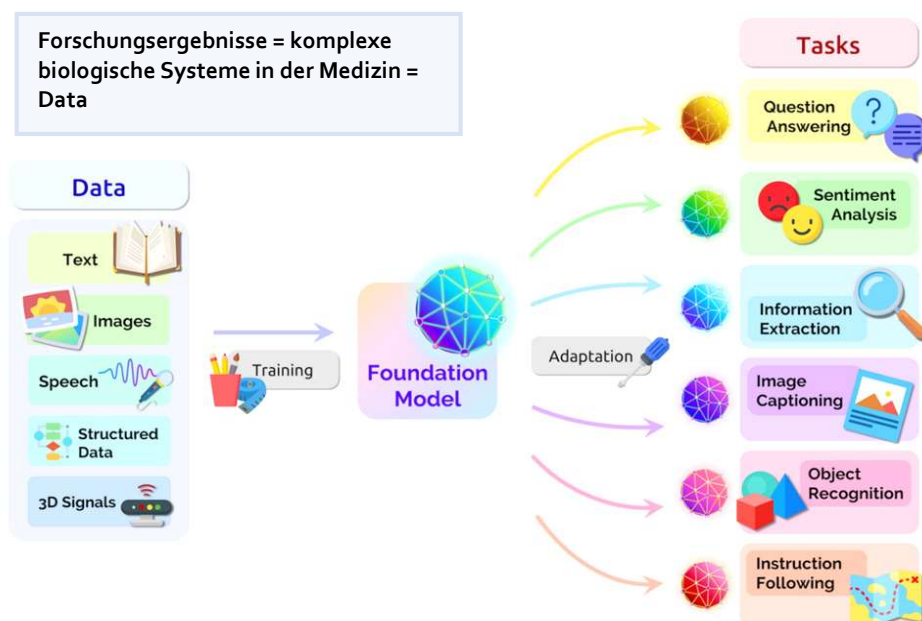 Forschungsergebnisse = komplexe
biologische Systeme in der Medizin =
Data
Data
Text
Images
Speech
Structured
Data
3D Signals
Training
Foundation
Model
Adaptation
Tasks
Question
Answering
?
Sentiment
Analysis
Information
Extraction
Image
Captioning
Object
Recognition
Instruction
Following